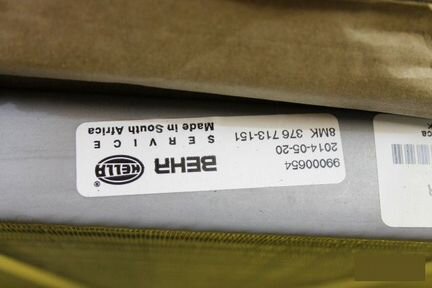 HELLA
BEHR
SERVICE
Made in South Africa
99000654
2014-05-20
8MK 376 713-151